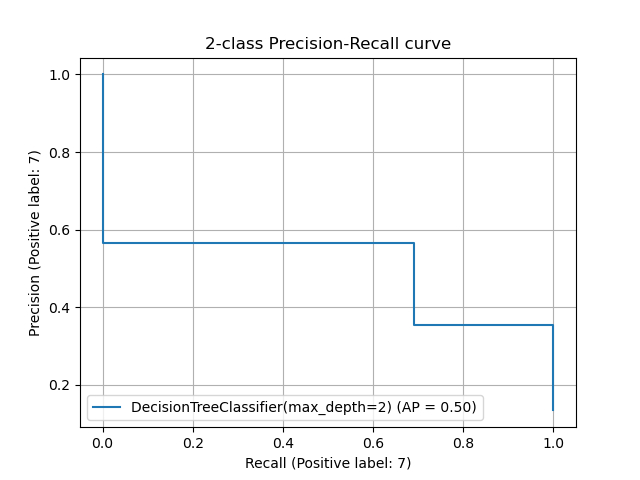 2-class Precision-Recall curve
Precision (Positive label: 7)
1.0
0.8
0.6
0.4
0.2
DecisionTreeClassifier(max_depth=2) (AP = 0.50)
0.0 0.2 0.4 0.6 0.8 1.0
Recall (Positive label: 7)